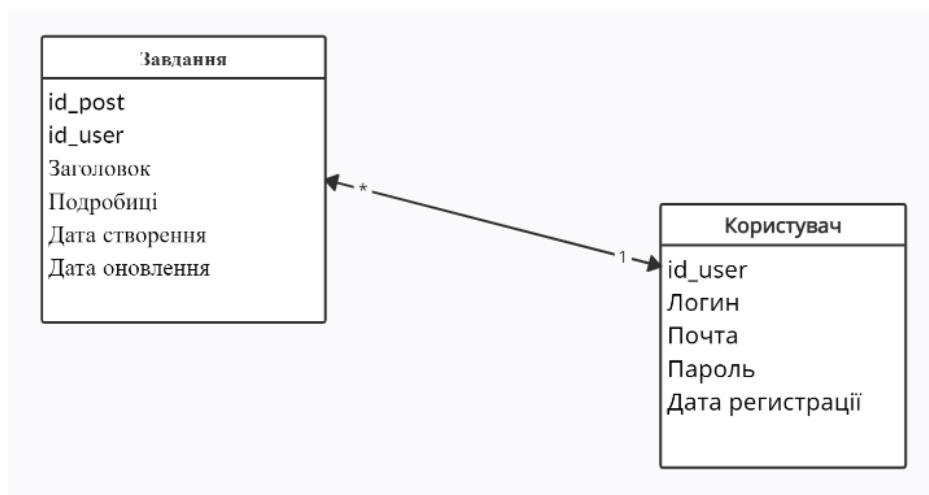 Завдання
id_post
id_user
Заголовок
Подробиці
Дата створення
Дата оновлення
*
1
Користувач
id_user
Логин
Почта
Пароль
Дата регистрації